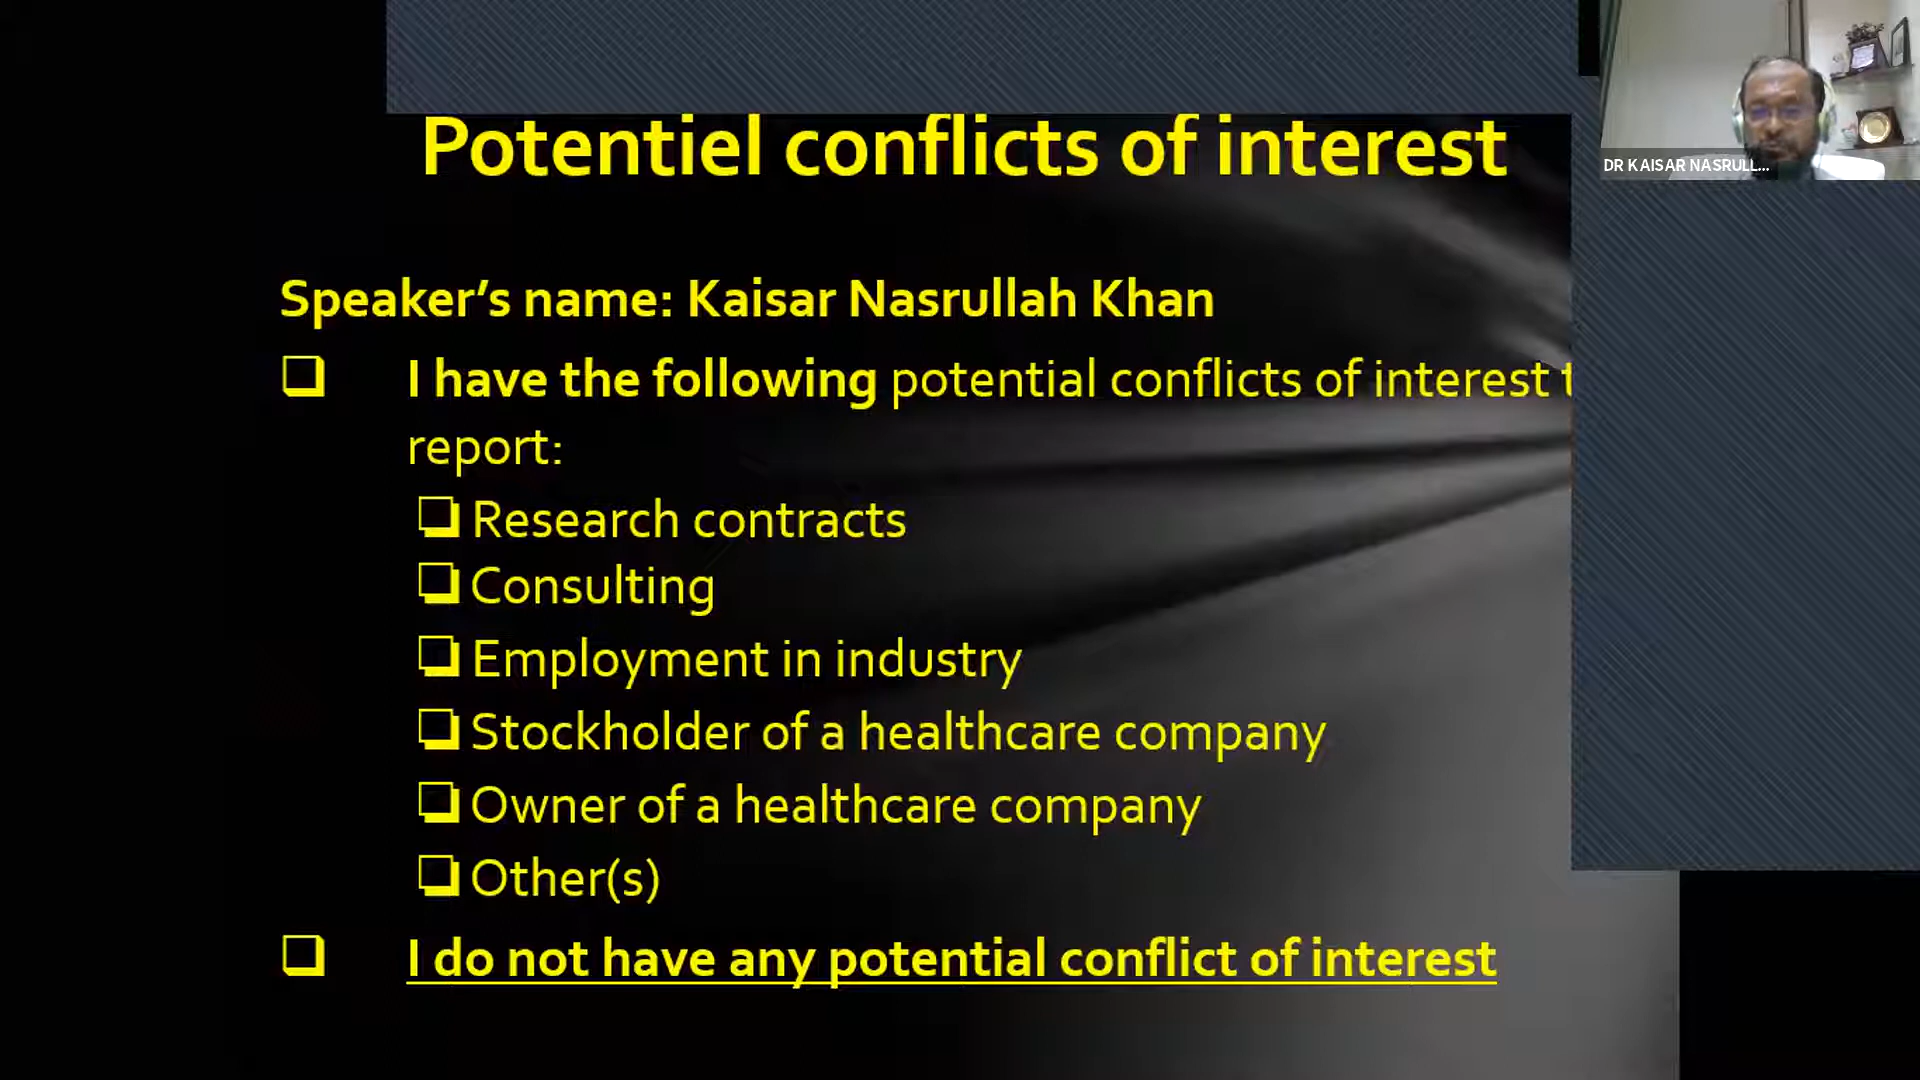 Potentiel conflicts of interest
DR KAISAR NASRULL...
Speaker’s name: Kaisar Nasrullah Khan
❑ I have the following potential conflicts of interest t
report:
❑ Research contracts
❑ Consulting
❑ Employment in industry
❑ Stockholder of a healthcare company
❑ Owner of a healthcare company
❑ Other(s)
❑ I do not have any potential conflict of interest